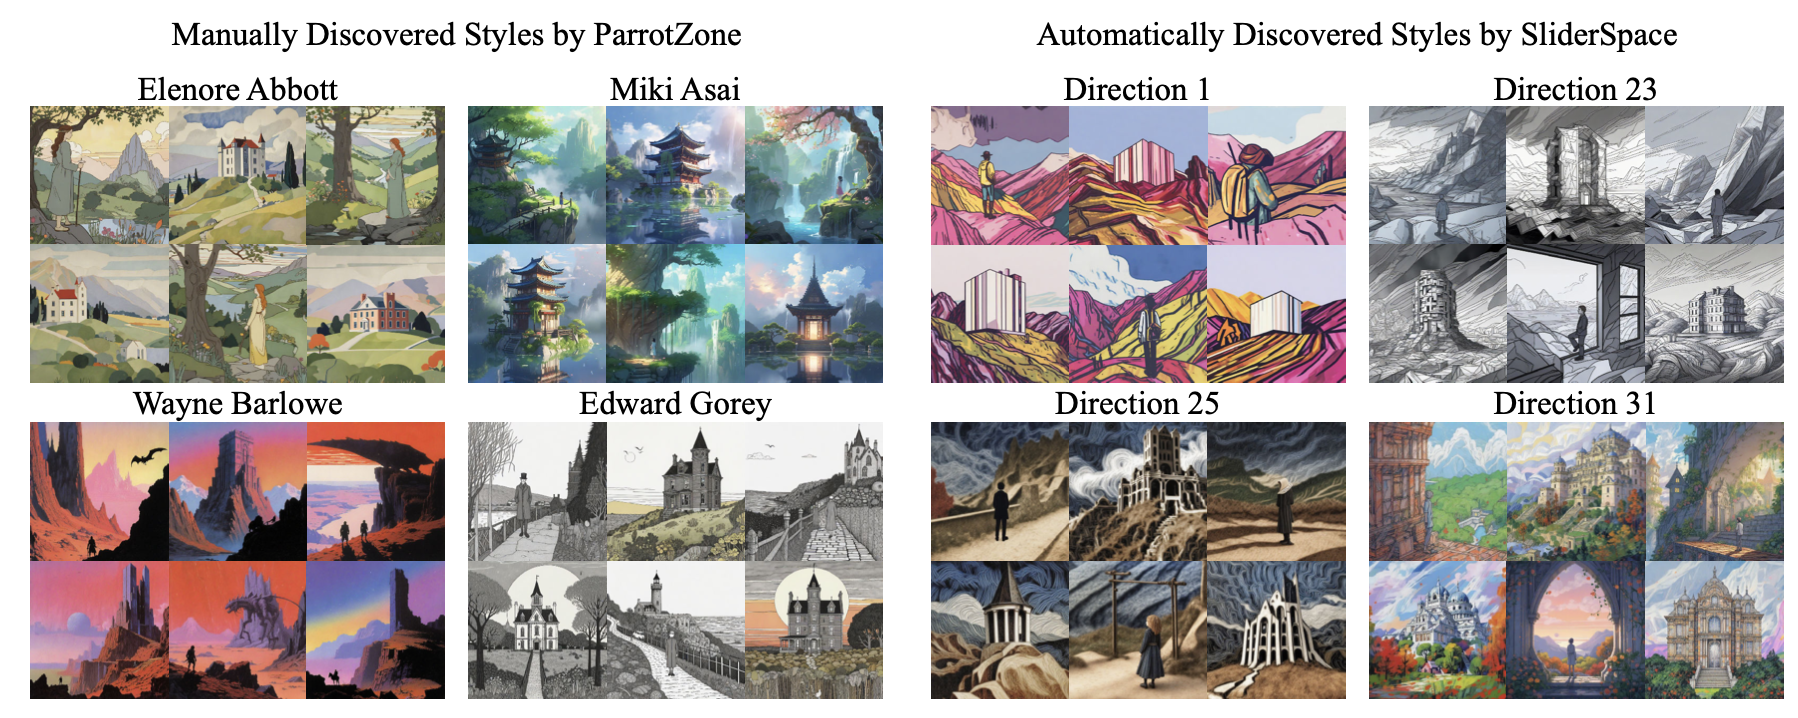 Manually Discovered Styles by ParrotZone
Automatically Discovered Styles by SliderSpace
Elenore Abbott
Miki Asai
Direction 1
Direction 23
Wayne Barlowe
Edward Gorey
Direction 25
Direction 31